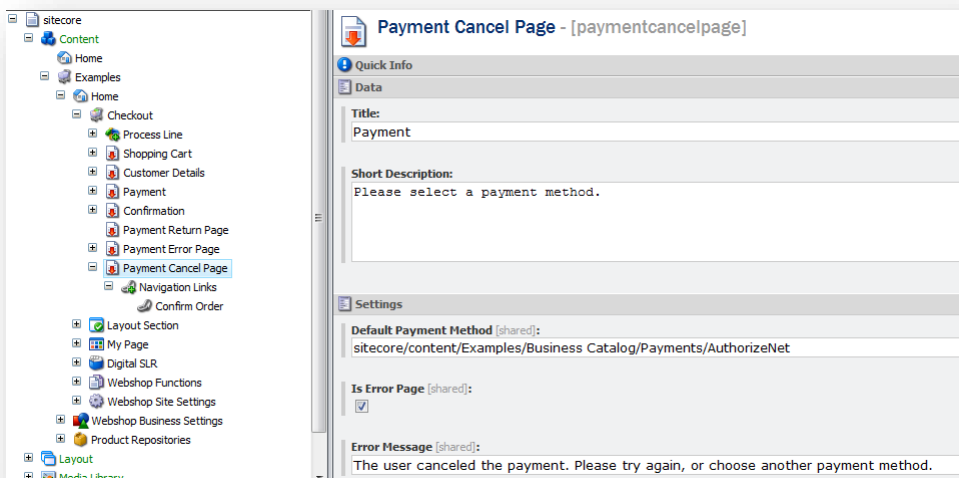 sitecore
Content
Home
Examples
Home
Checkout
Process Line
Shopping Cart
Customer Details
Payment
Confirmation
Payment Return Page
Payment Error Page
Payment Cancel Page
Navigation Links
Confirm Order
Layout Section
My Page
Digital SLR
Webshop Functions
Webshop Site Settings
Webshop Business Settings
Product Repositories
Layout
Media Library
Payment Cancel Page - [paymentcancelpage]
Quick Info
Data
Title:
Payment
Short Description:
Please select a payment method.
Settings
Default Payment Method [shared]:
sitecore/content/Examples/Business Catalog/Payments/AuthorizeNet
Is Error Page [shared]:
Error Message [shared]:
The user canceled the payment. Please try again, or choose another payment method.